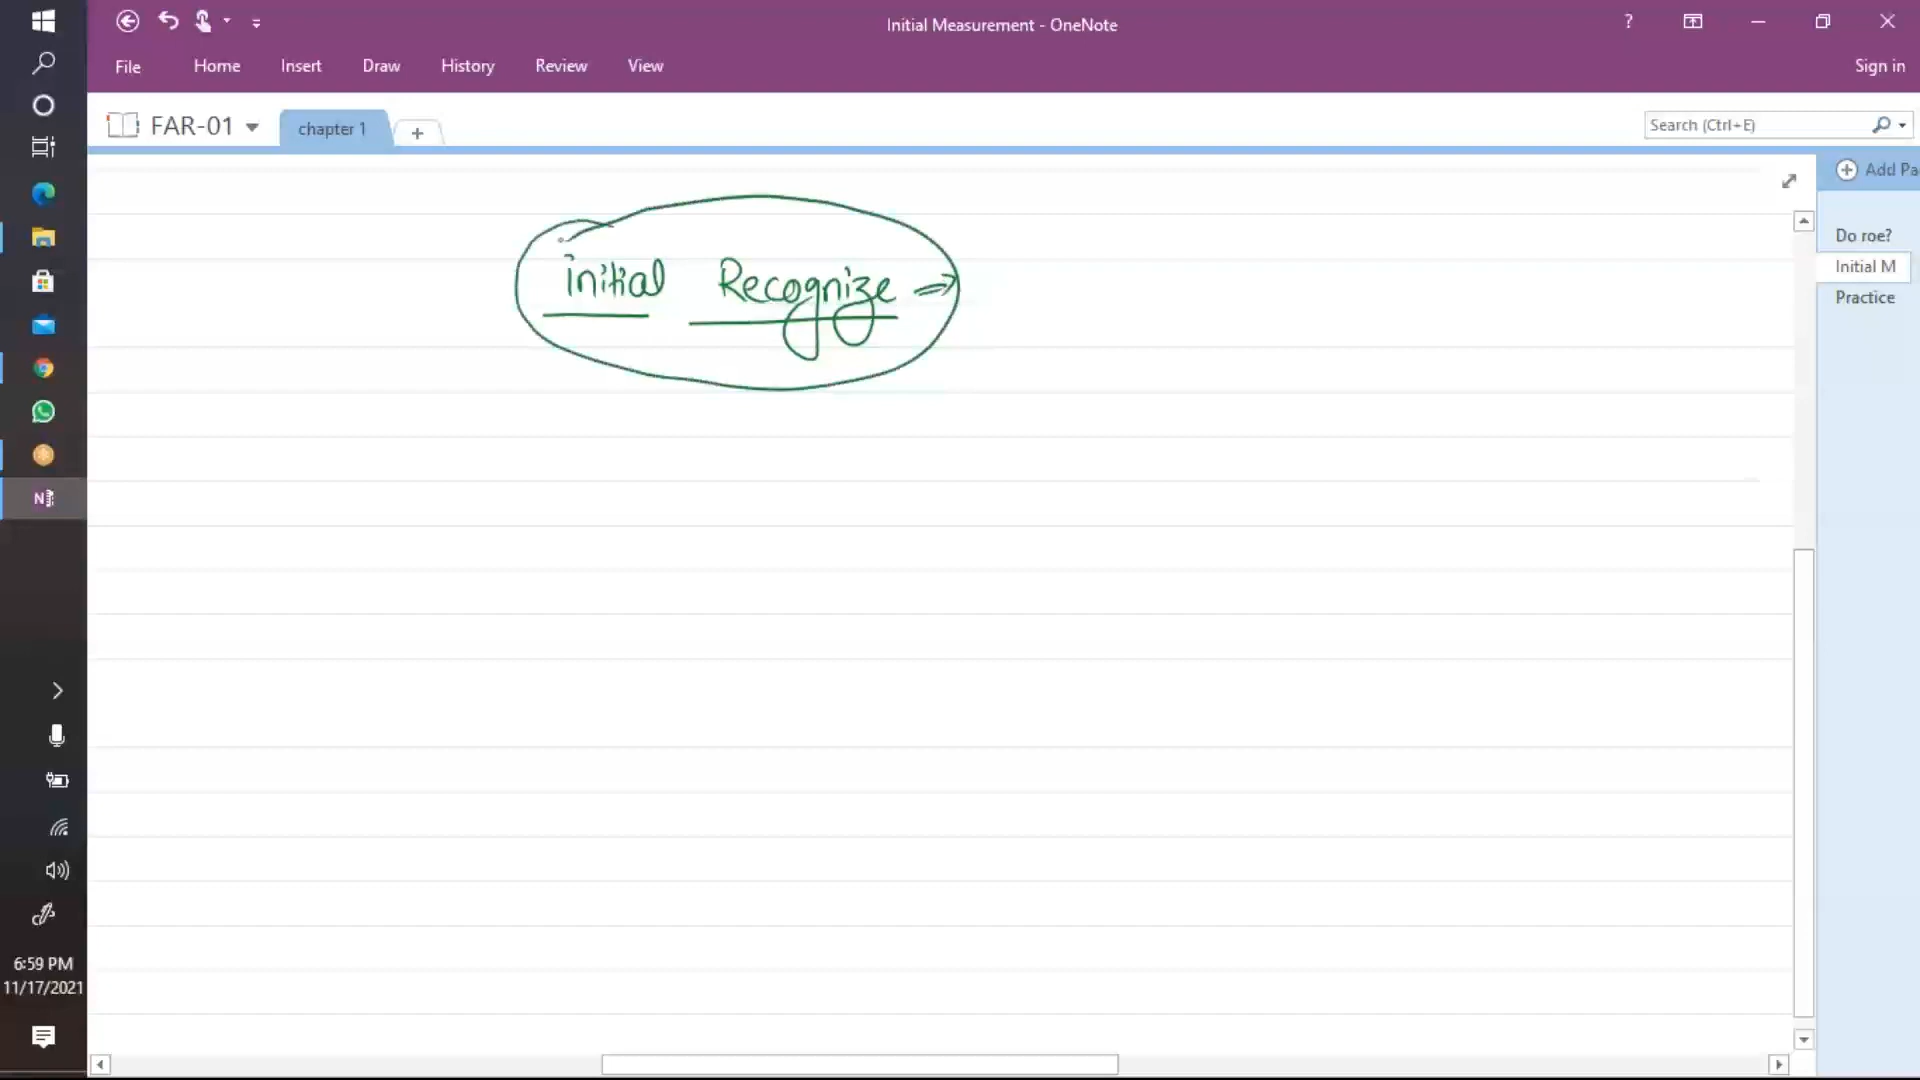 Initial Measurement - OneNote
File Home Insert Draw History Review View
Sign in
FAR-01 chapter 1
Search (Ctrl+E)
Add Pa
Do roe?
Initial M
Practice
initial Recognize ⇒
6:59 PM
11/17/2021